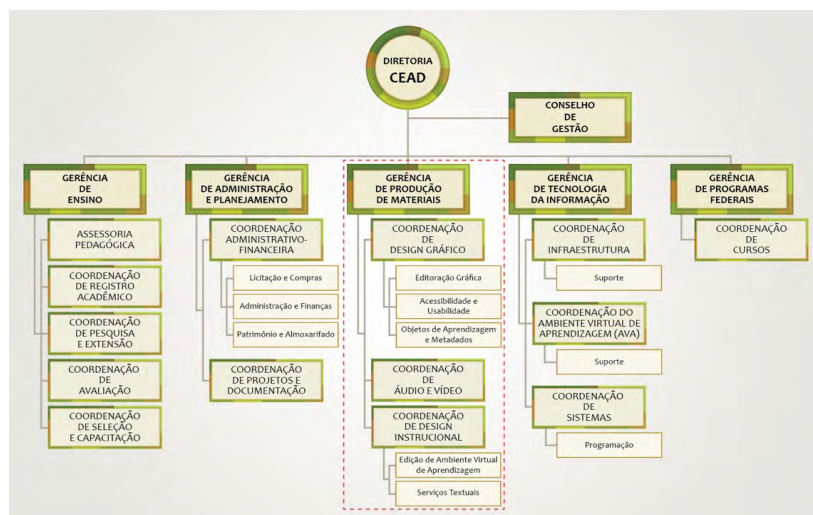 DIRETORIA
CEAD
CONSELHO
DE
GESTÃO
GERÊNCIA
DE
ENSINO
ASSESSORIA
PEDAGÓGICA
COORDENAÇÃO
DE REGISTRO
ACADÊMICO
COORDENAÇÃO
DE PESQUISA
E EXTENSÃO
COORDENAÇÃO
DE
AVALIAÇÃO
COORDENAÇÃO
DE SELEÇÃO
E CAPACITAÇÃO
GERÊNCIA
DE ADMINISTRAÇÃO
E PLANEJAMENTO
COORDENAÇÃO
ADMINISTRATIVO-
FINANCEIRA
Licitação e Compras
Administração e Finanças
Patrimônio e Almoxarifado
COORDENAÇÃO
DE PROJETOS E
DOCUMENTAÇÃO
GERÊNCIA
DE PRODUÇÃO
DE MATERIAIS
COORDENAÇÃO
DE
DESIGN GRÁFICO
Editoração Gráfica
Acessibilidade e
Usabilidade
Objetos de Aprendizagem
e Metadados
COORDENAÇÃO
DE
ÁUDIO E VÍDEO
COORDENAÇÃO
DE DESIGN
INSTRUCIONAL
Edição de Ambiente Virtual
de Aprendizagem
Serviços Textuais
GERÊNCIA
DE TECNOLOGIA
DA INFORMAÇÃO
COORDENAÇÃO
DE
INFRAESTRUTURA
Suporte
COORDENAÇÃO DO
AMBIENTE VIRTUAL DE
APRENDIZAGEM (AVA)
Suporte
COORDENAÇÃO
DE
SISTEMAS
Programação
GERÊNCIA
DE PROGRAMAS
FEDERAIS
COORDENAÇÃO
DE
CURSOS